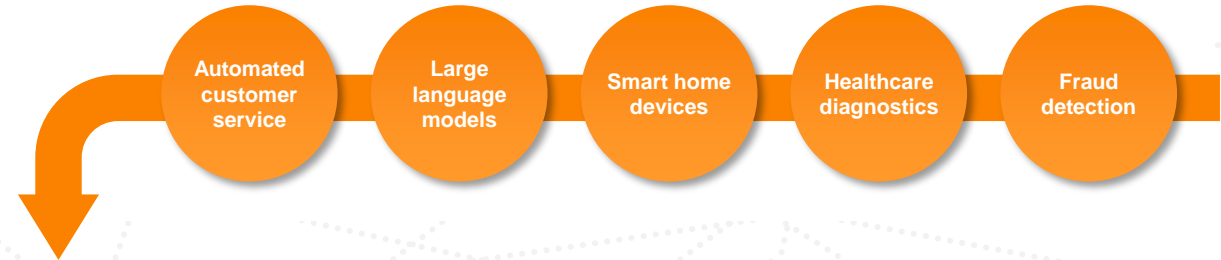 Automated
customer
service
Large
language
models
Smart home
devices
Healthcare
diagnostics
Fraud
detection